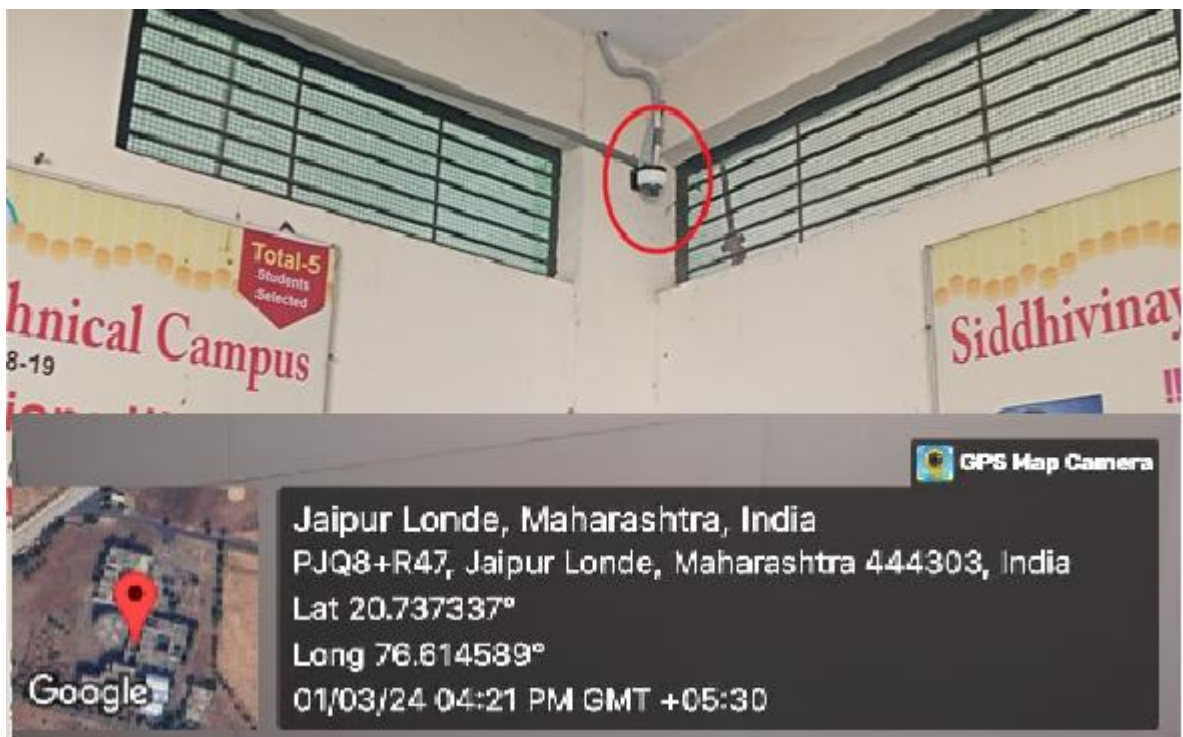 Total-5
Students
Selected
hnical Campus
8-19
Siddhivinay
!!
GPS Map Camera
Jaipur Londe, Maharashtra, India
PJQ8+R47, Jaipur Londe, Maharashtra 444303, India
Lat 20.737337°
Long 76.614589°
01/03/24 04:21 PM GMT +05:30
Google